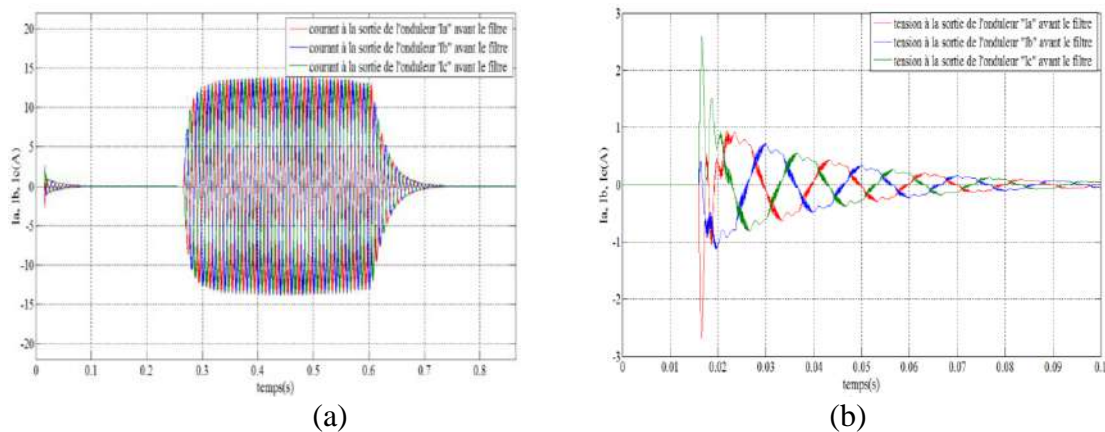 20
15
10
5
0
-5
-10
-15
-20
Ia, Ib, Ic(A)
courant à la sortie de l'onduleur "Ia" avant le filtre
courant à la sortie de l'onduleur "Ib" avant le filtre
courant à la sortie de l'onduleur "Ic" avant le filtre
0 0.1 0.2 0.3 0.4 0.5 0.6 0.7 0.8
temps(s)
(a)
3
2
1
0
-1
-2
-3
Ia, Ib, Ic(A)
tension à la sortie de l'onduleur "Ia" avant le filtre
tension à la sortie de l'onduleur "Ib" avant le filtre
tension à la sortie de l'onduleur "Ic" avant le filtre
0 0.01 0.02 0.03 0.04 0.05 0.06 0.07 0.08 0.09 0.1
temps(s)
(b)